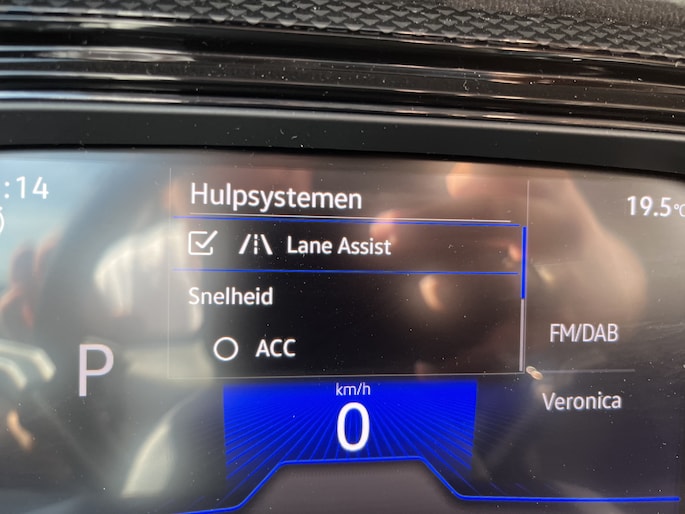 :14
Hulpsystemen
19.5°C
Lane Assist
Snelheid
ACC
FM/DAB
P
km/h
Veronica
0